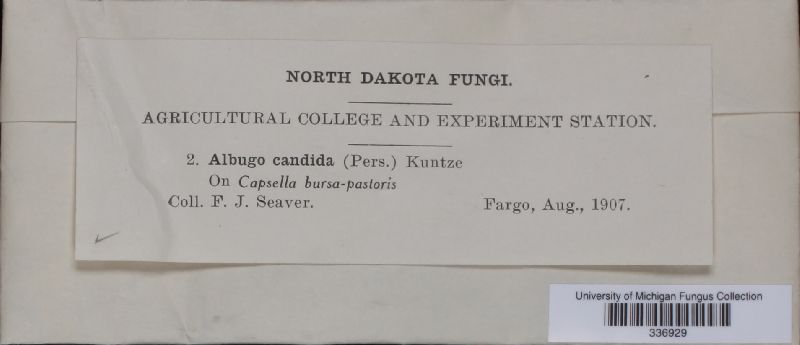 NORTH DAKOTA FUNGI.
AGRICULTURAL COLLEGE AND EXPERIMENT STATION.
2. Albugo candida (Pers.) Kuntze
On Capsella bursa-pastoris
Coll. F. J. Seaver. Fargo, Aug., 1907.
University of Michigan Fungus Collection
336929